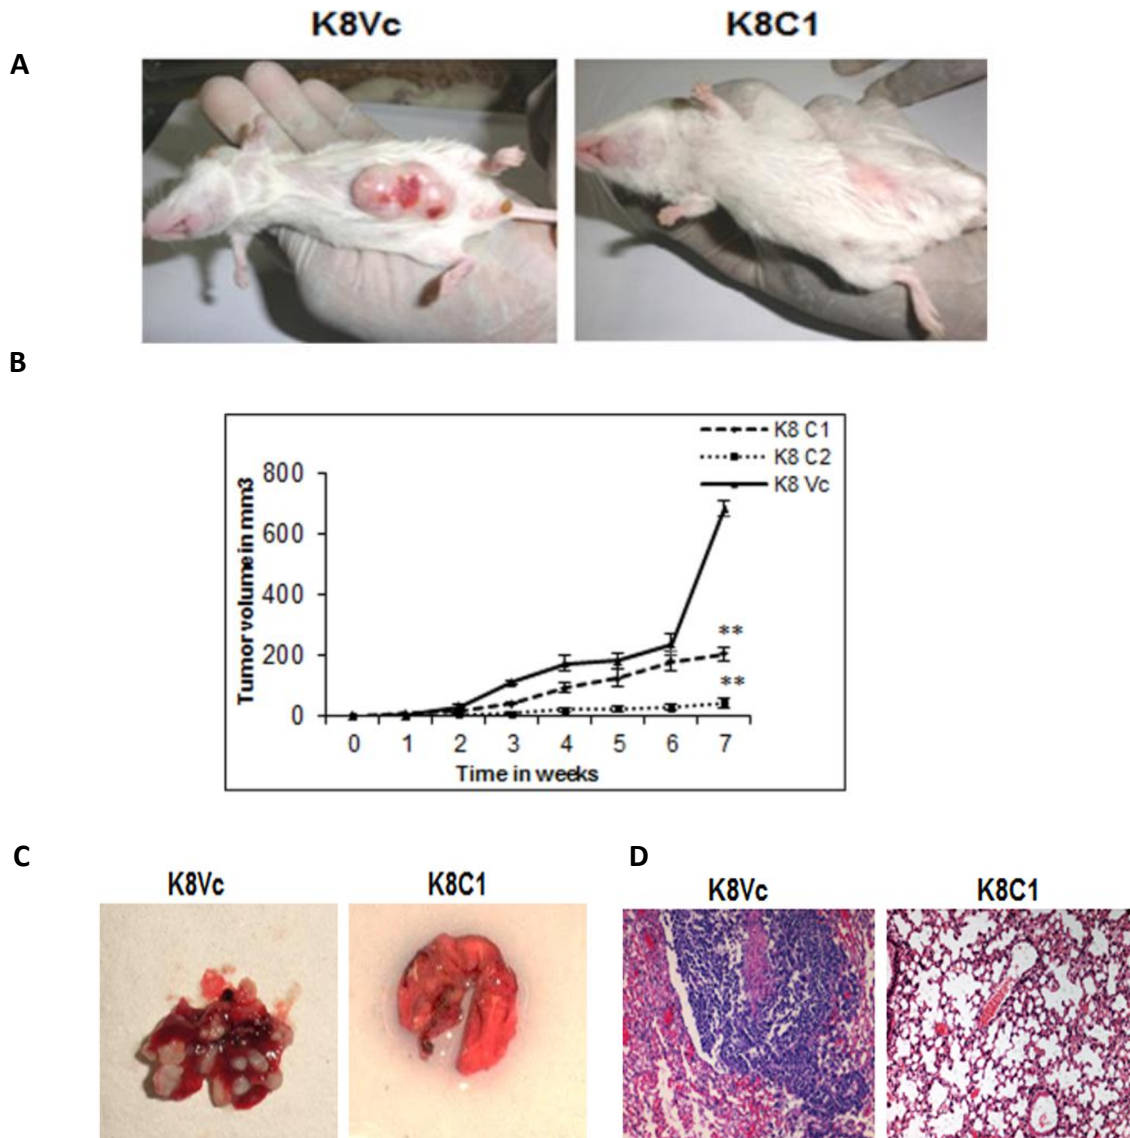 K8Vc K8C1
A
B
K8 C1
K8 C2
K8 Vc
800
600
400
200
0
**
**
Tumor volume in mm3
0 1 2 3 4 5 6 7
Time in weeks
C
D
K8Vc K8C1
K8Vc K8C1